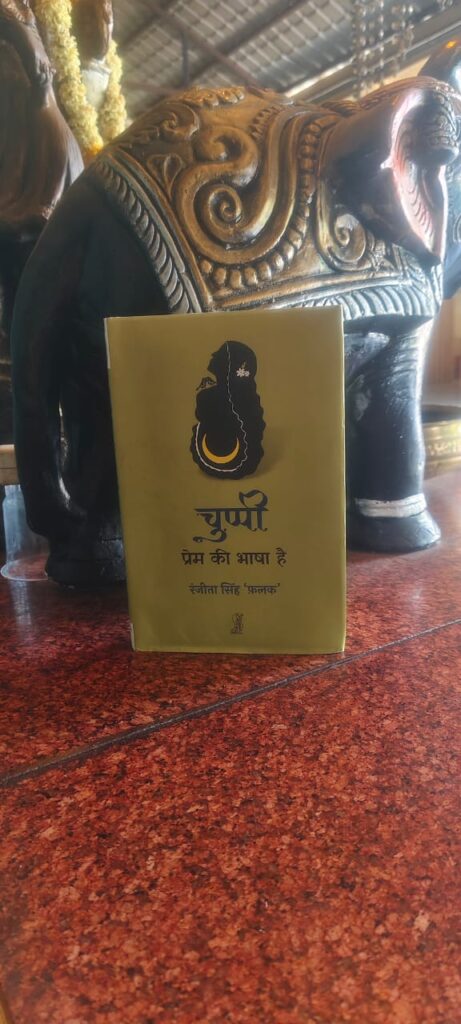 चुप्पी
प्रेम की भाषा है
रंजीता सिंह 'फ़लक'